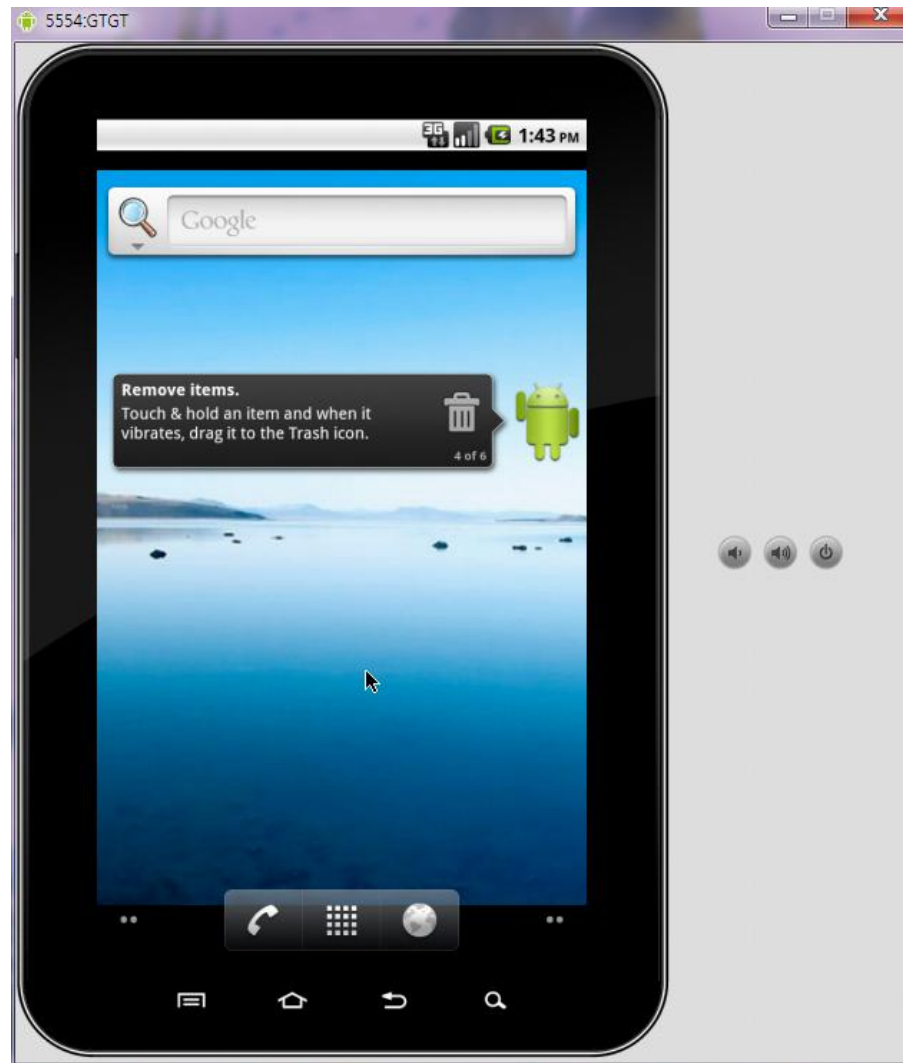 5554:GTGT
3G 1:43 PM
Google
Remove items.
Touch & hold an item and when it
vibrates, drag it to the Trash icon.
4 of 6